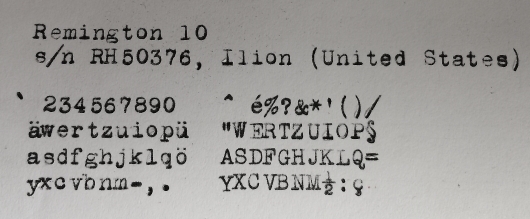 Remington 10
s/n RH50376, Ilion (United States)
` 234567890 ^ é%?&*'()/
äwertzuiopü "WERTZUIOP§
asdfghjklqö ASDFGHJKLQ=
yxcvbnm-,. YXCVBNM½:ç